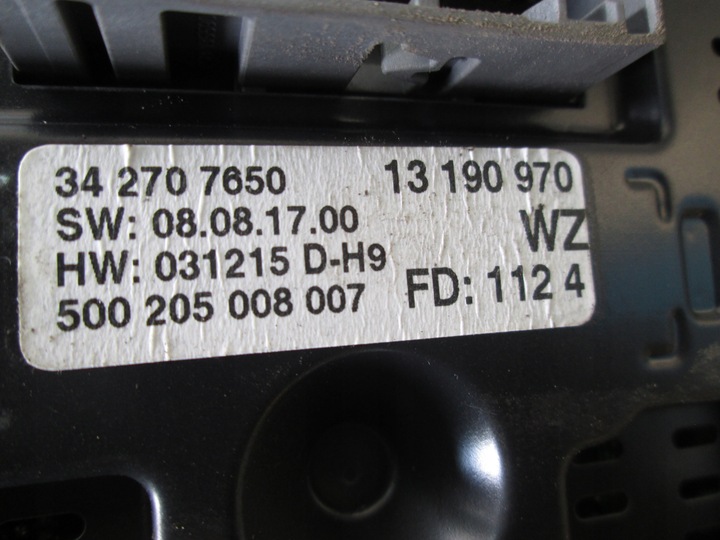 34 270 7650 13 190 970
SW: 08.08.17.00 WZ
HW: 031215 D-H9
500 205 008 007 FD: 112 4